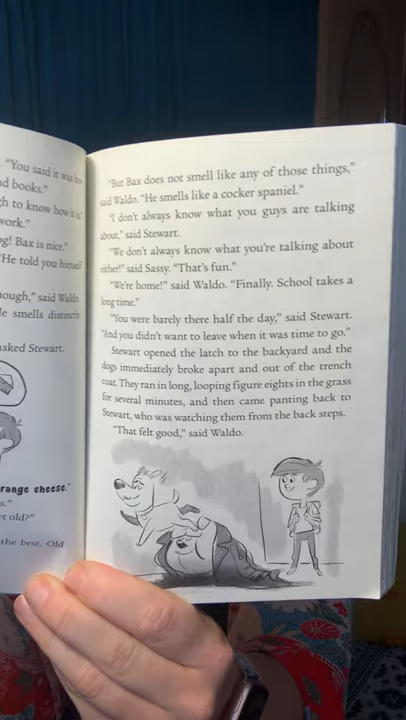 "You said it was
nd books."
gh to know how it
work."
og! Bax is nice."
"He told you himself
nough," said Waldo
He smells distinctly
asked Stewart.
range cheese."
s."
rt old?"
the best. Old
"But Bax does not smell like any of those things,"
said Waldo. "He smells like a cocker spaniel."
"I don't always know what you guys are talking
about," said Stewart.
"We don't always know what you're talking about
either!" said Sassy. "That's fun."
"We're home!" said Waldo. "Finally. School takes a
long time."
"You were barely there half the day," said Stewart.
"And you didn't want to leave when it was time to go."
Stewart opened the latch to the backyard and the
dogs immediately broke apart and out of the trench
coat. They ran in long, looping figure eights in the grass
for several minutes, and then came panting back to
Stewart, who was watching them from the back steps.
"That felt good," said Waldo.